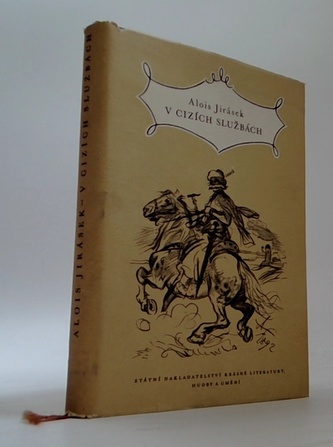 Alois Jirásek
V CIZÍCH SLUŽBÁCH
STÁTNÍ NAKLADATELSTVÍ KRÁSNÉ LITERATURY,
HUDBY A UMĚNÍ
ALOIS JIRÁSEK – V CIZÍCH SLUŽBÁCH